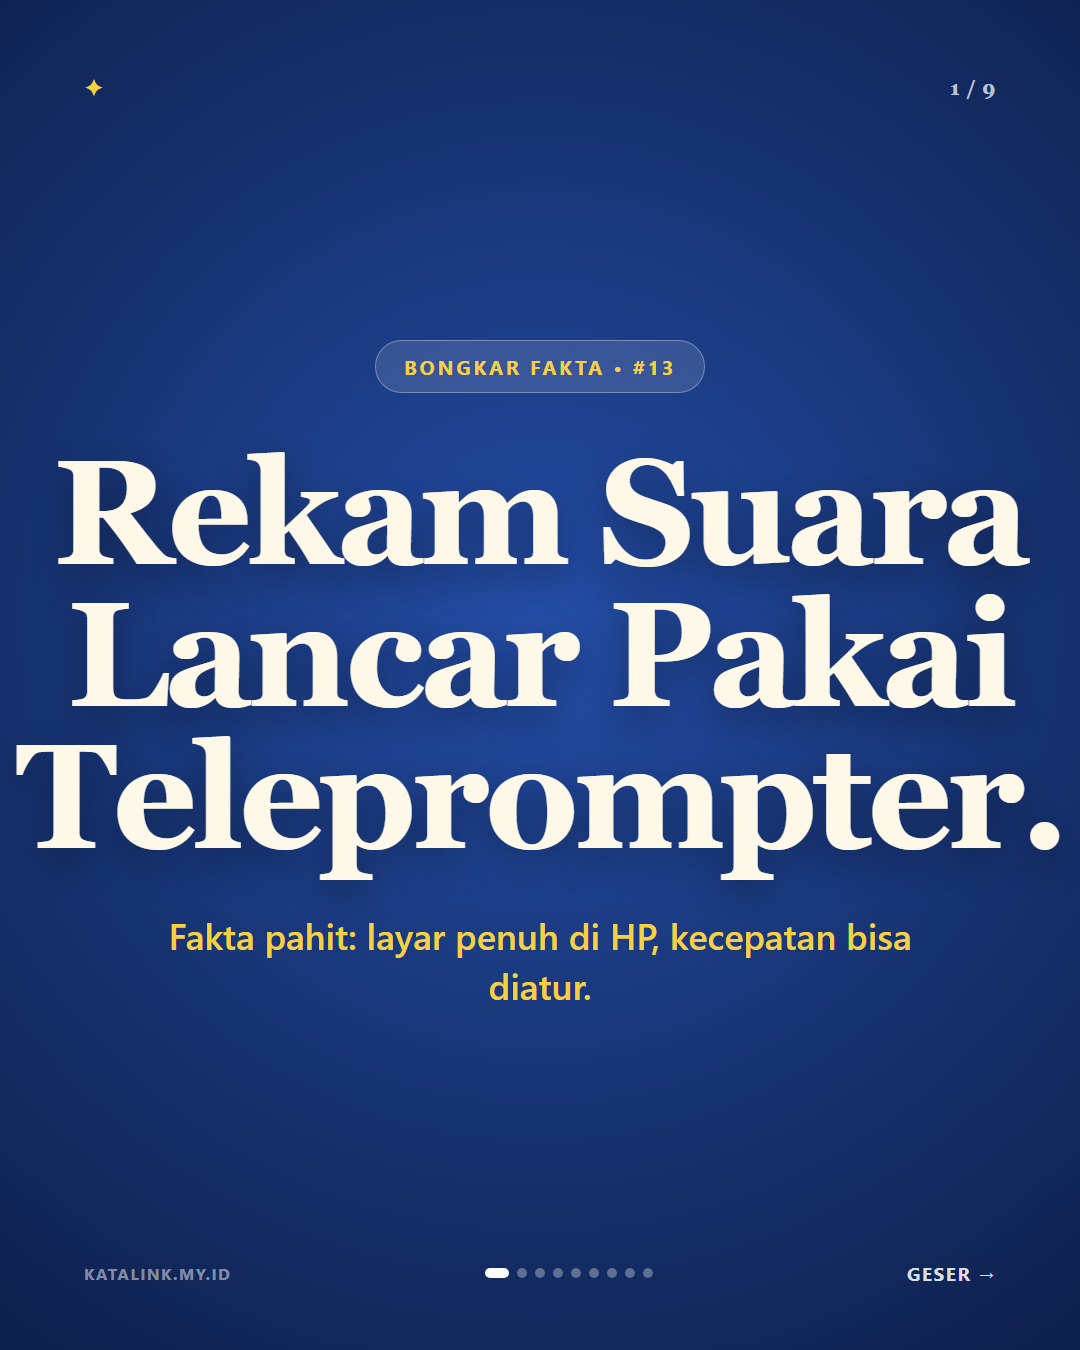 ✦
1 / 9
BONGKAR FAKTA • #13
Rekam Suara
Lancar Pakai
Teleprompter.
Fakta pahit: layar penuh di HP, kecepatan bisa
diatur.
KATALINK.MY.ID
GESER →